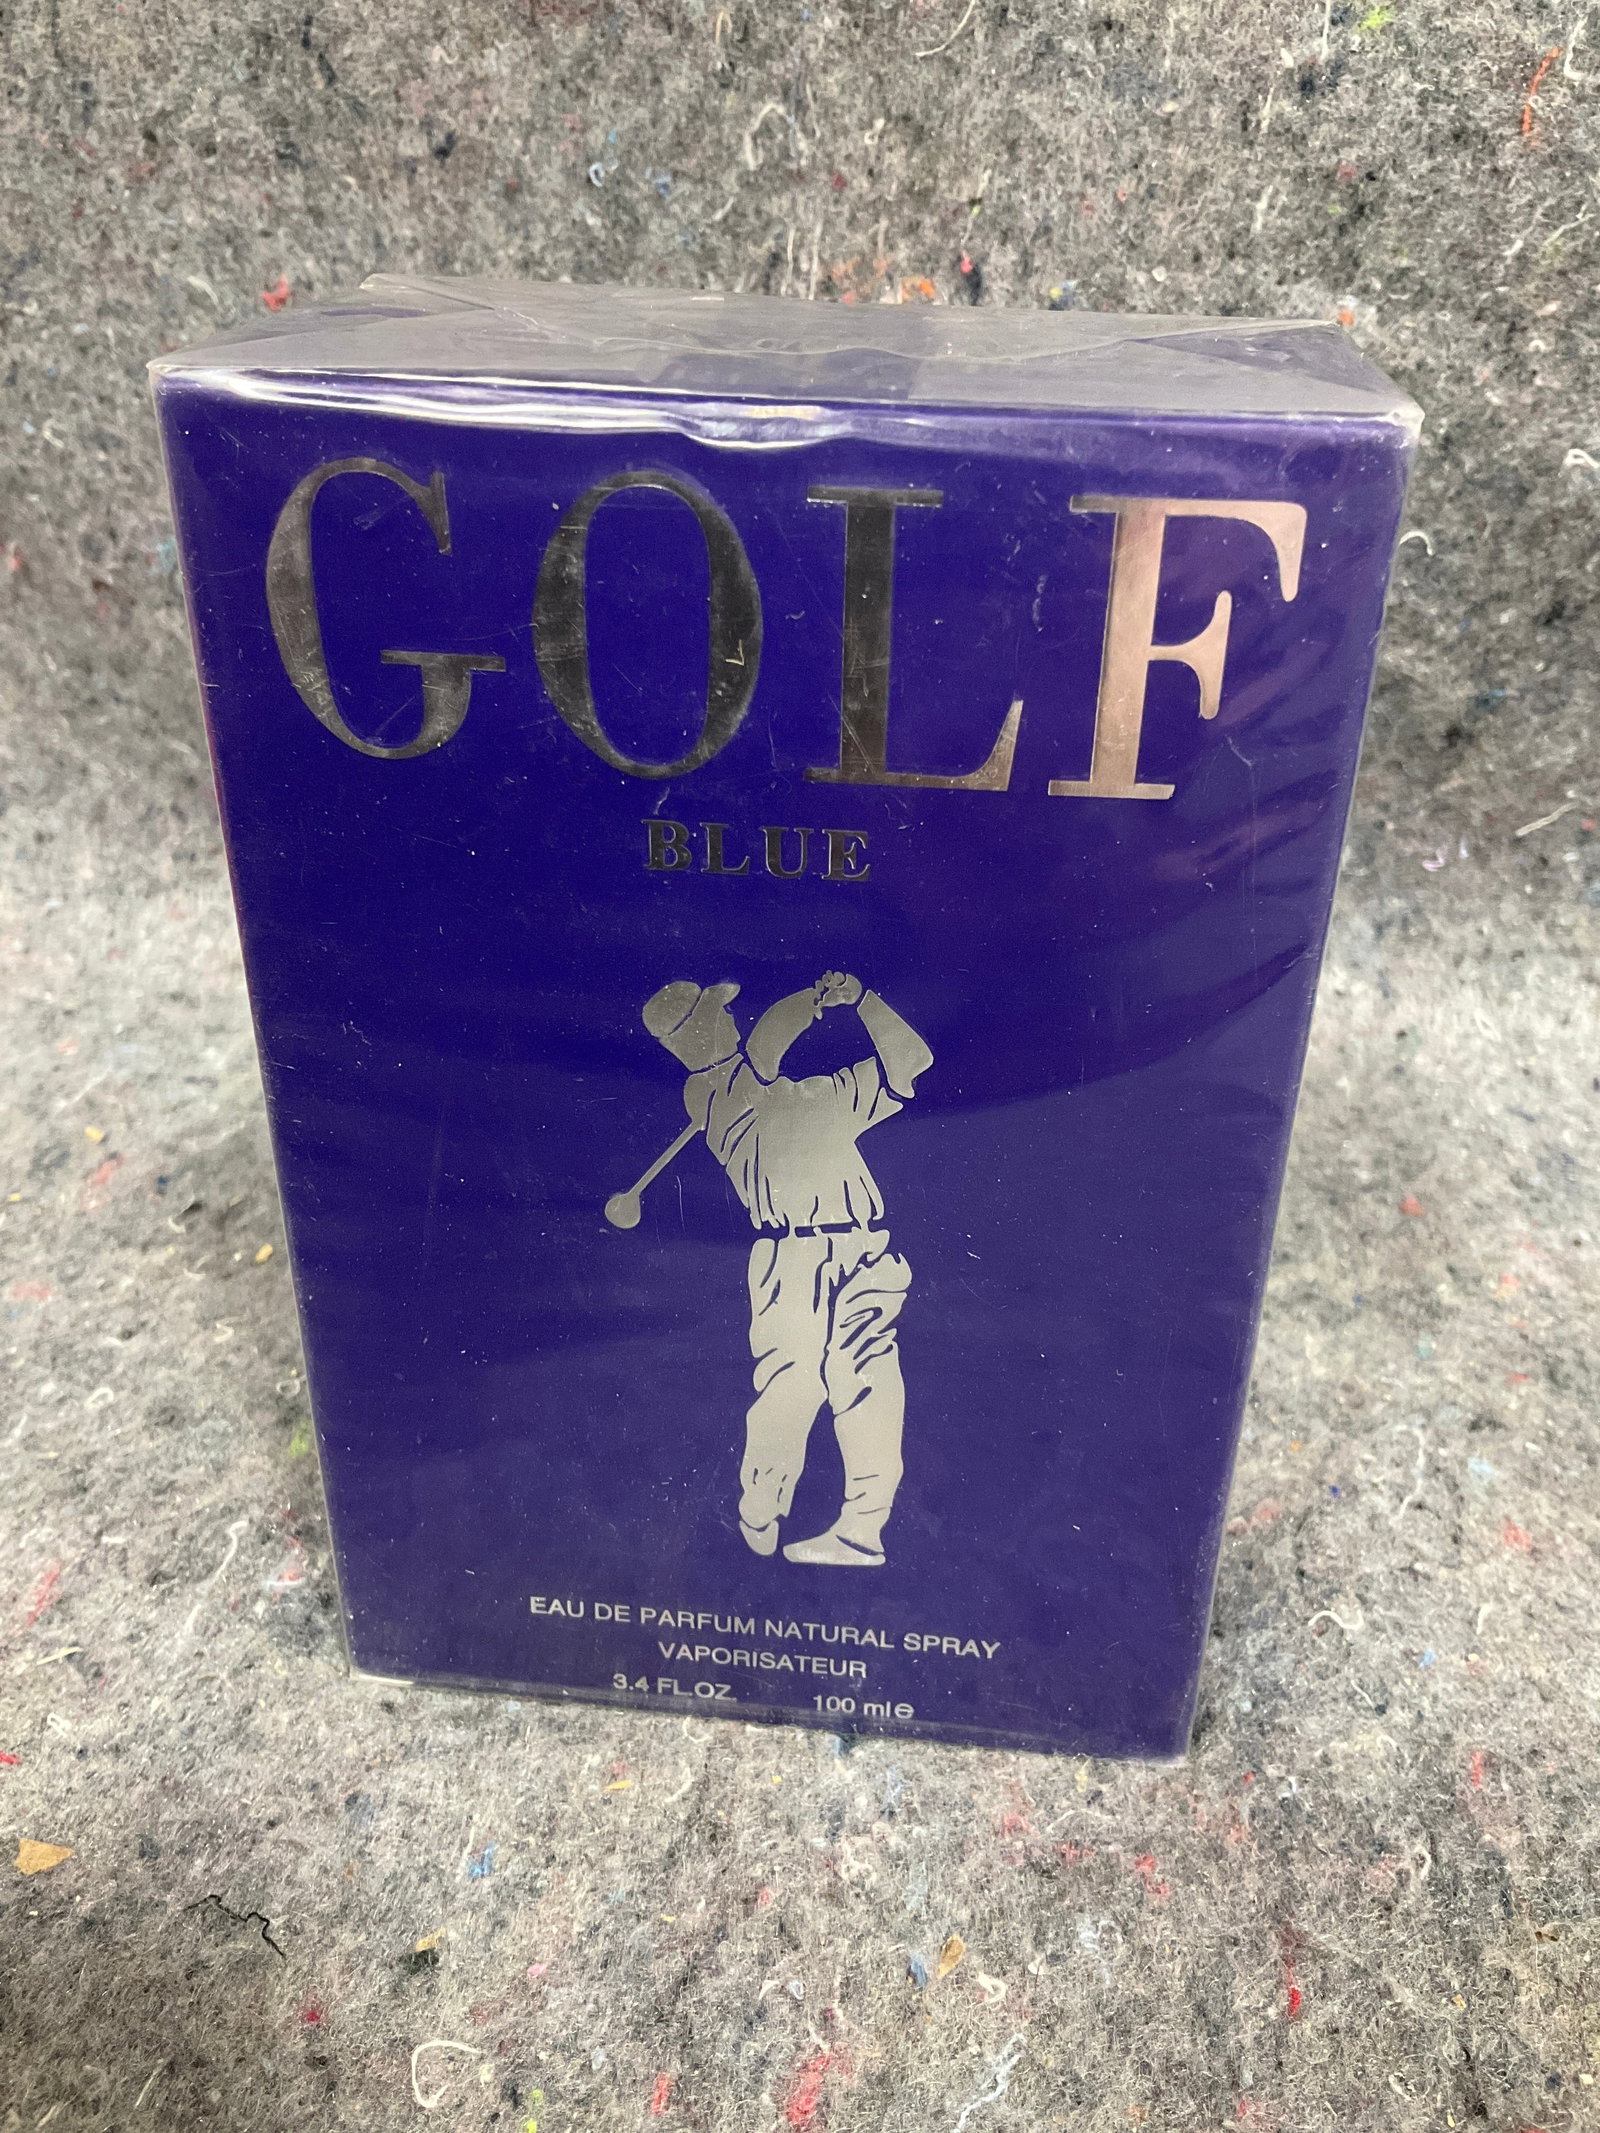 GOLF
BLUE
EAU DE PARFUM NATURAL SPRAY
VAPORISATEUR
3.4 FL.OZ. 100 ml℮